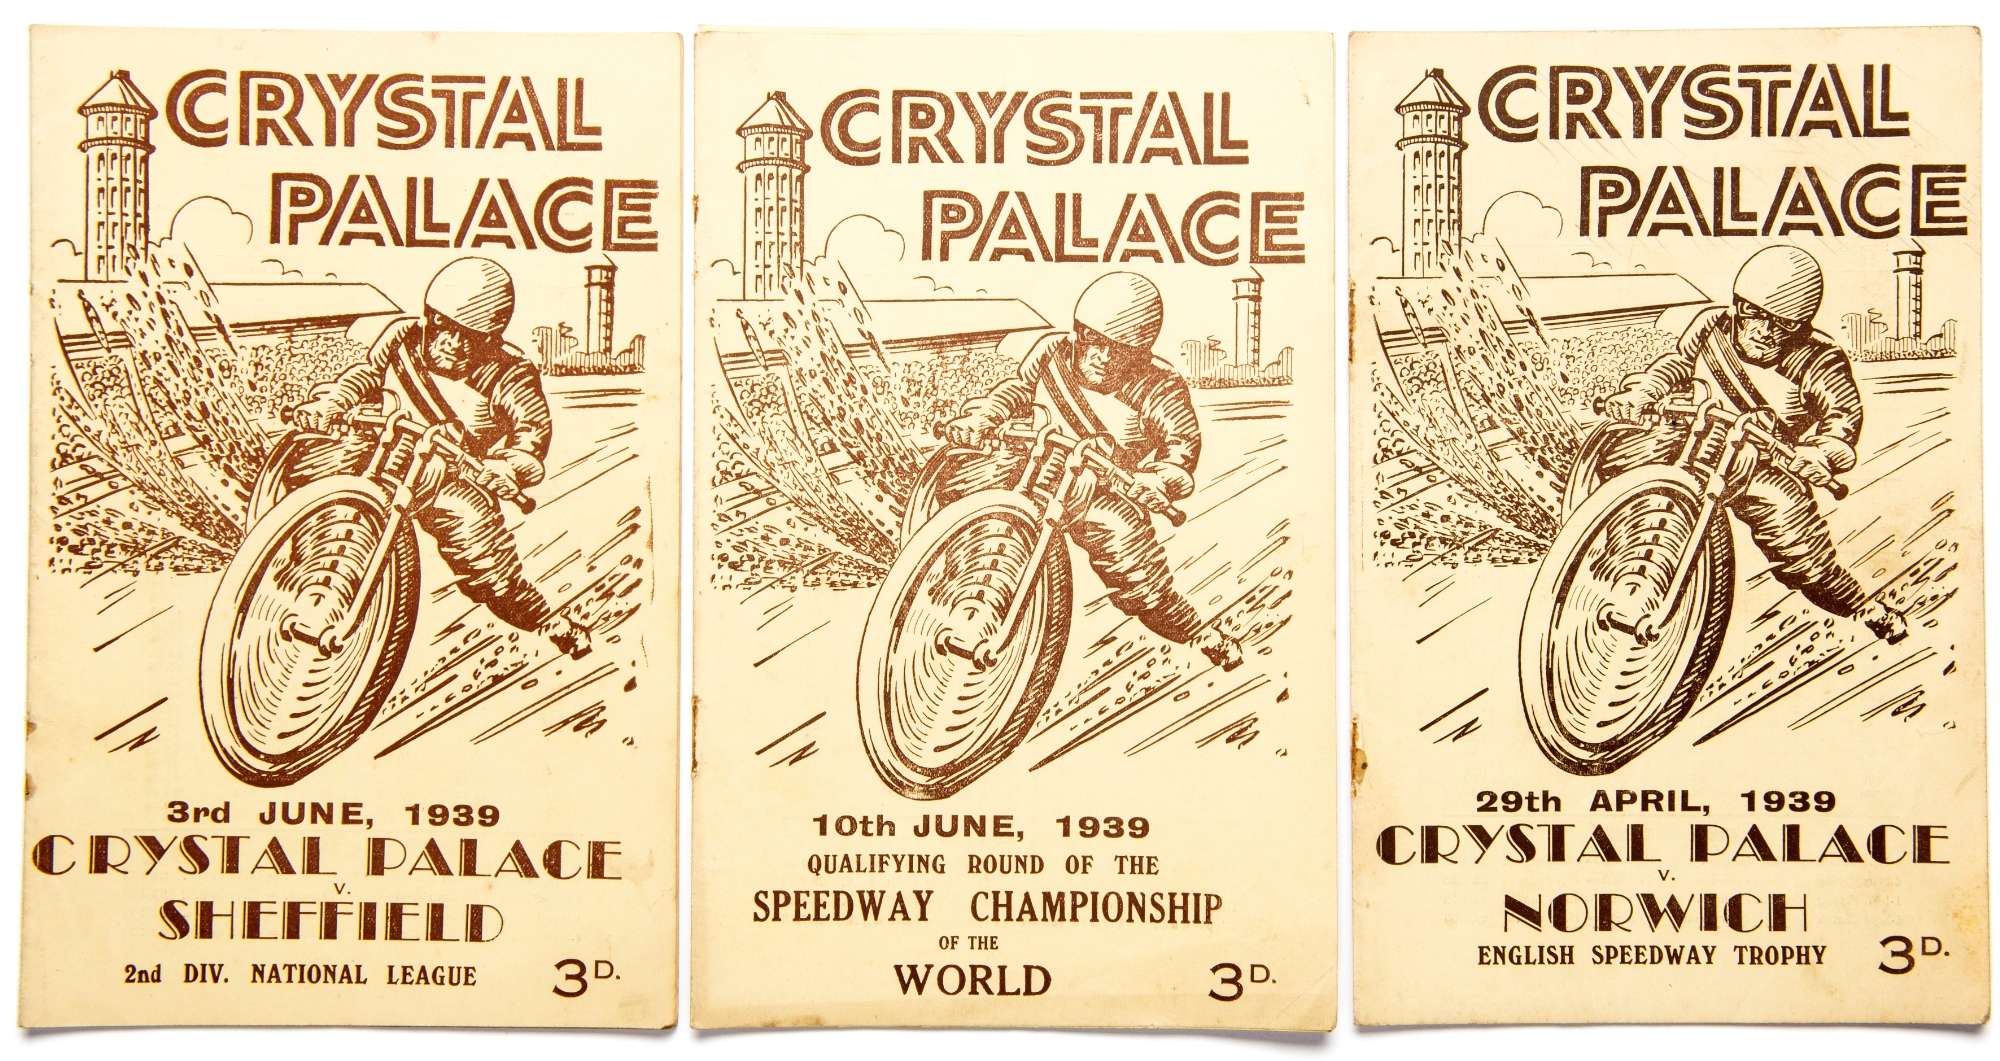 CRYSTAL
PALACE
3rd JUNE, 1939
CRYSTAL PALACE
v.
SHEFFIELD
2nd DIV. NATIONAL LEAGUE
3D.
CRYSTAL
PALACE
10th JUNE, 1939
QUALIFYING ROUND OF THE
SPEEDWAY CHAMPIONSHIP
OF THE
WORLD
3D.
CRYSTAL
PALACE
29th APRIL, 1939
CRYSTAL PALACE
v.
NORWICH
ENGLISH SPEEDWAY TROPHY
3D.